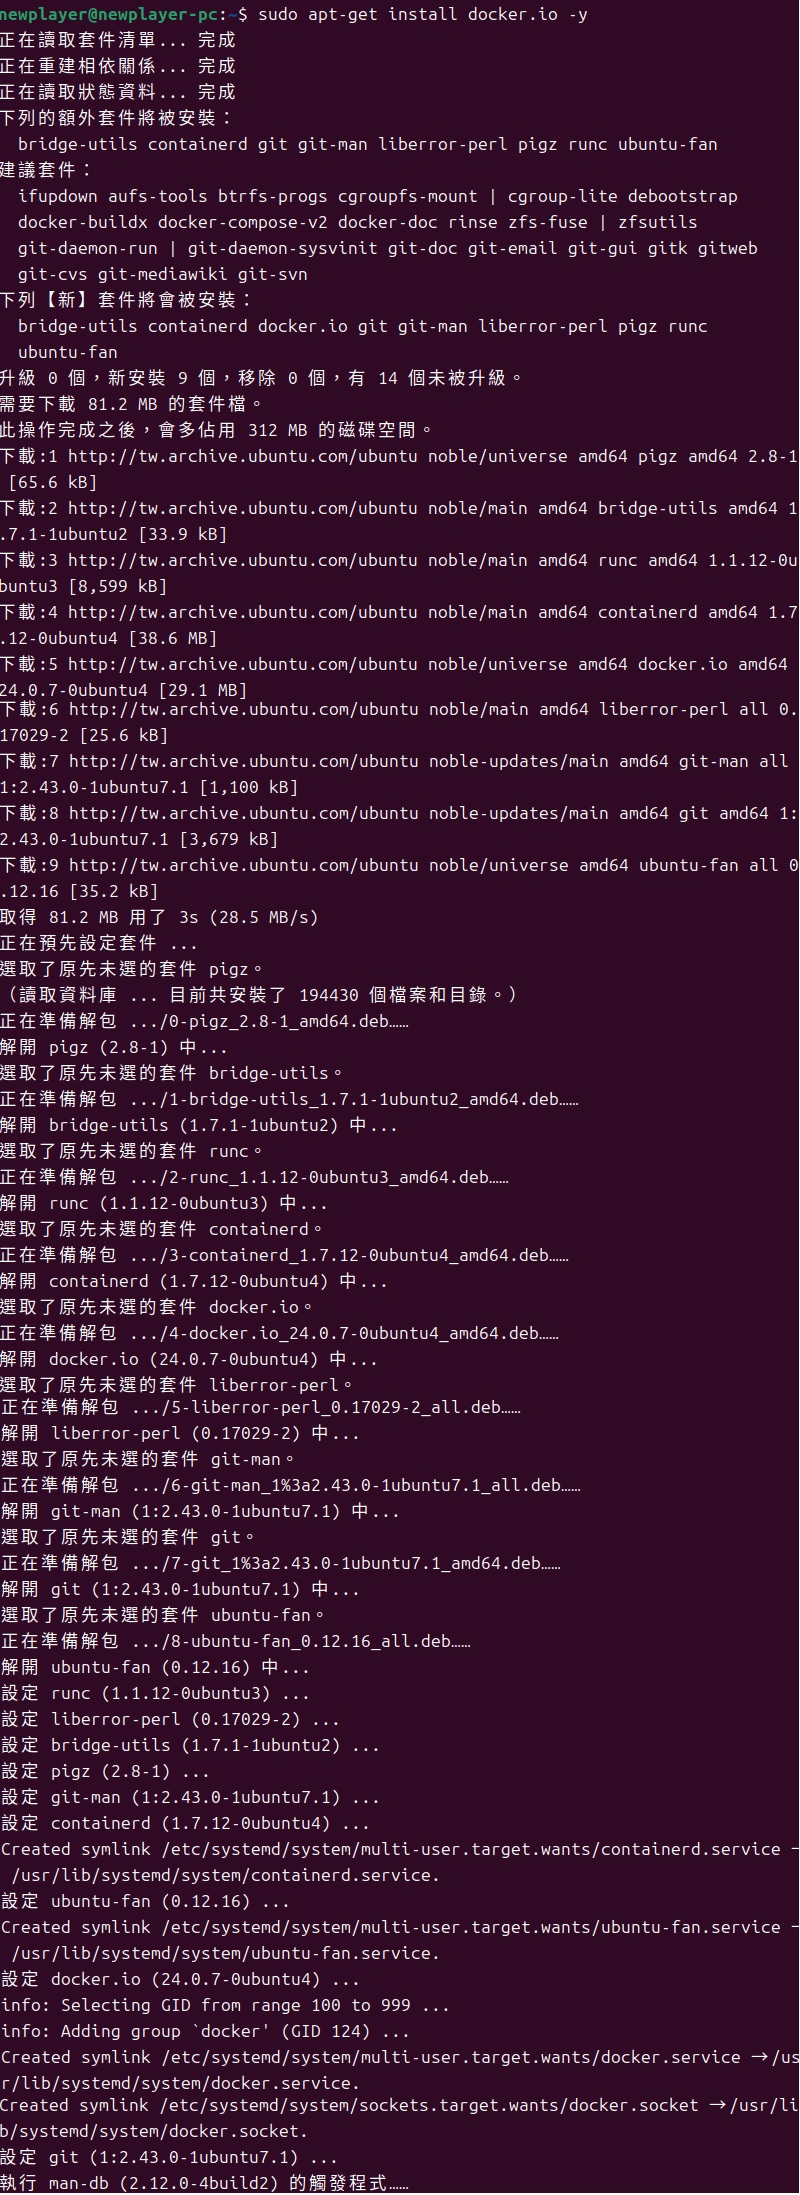 newplayer@newplayer-pc:~$ sudo apt-get install docker.io -y
正在讀取套件清單... 完成
正在重建相依關係... 完成
正在讀取狀態資料... 完成
下列的額外套件將被安裝：
  bridge-utils containerd git git-man liberror-perl pigz runc ubuntu-fan
建議套件：
  ifupdown aufs-tools btrfs-progs cgroupfs-mount | cgroup-lite debootstrap
  docker-buildx docker-compose-v2 docker-doc rinse zfs-fuse | zfsutils
  git-daemon-run | git-daemon-sysvinit git-doc git-email git-gui gitk gitweb
  git-cvs git-mediawiki git-svn
下列【新】套件將會被安裝：
  bridge-utils containerd docker.io git git-man liberror-perl pigz runc
  ubuntu-fan
升級 0 個，新安裝 9 個，移除 0 個，有 14 個未被升級。
需要下載 81.2 MB 的套件檔。
此操作完成之後，會多佔用 312 MB 的磁碟空間。
下載:1 http://tw.archive.ubuntu.com/ubuntu noble/universe amd64 pigz amd64 2.8-1
 [65.6 kB]
下載:2 http://tw.archive.ubuntu.com/ubuntu noble/main amd64 bridge-utils amd64 1
.7.1-1ubuntu2 [33.9 kB]
下載:3 http://tw.archive.ubuntu.com/ubuntu noble/main amd64 runc amd64 1.1.12-0u
buntu3 [8,599 kB]
下載:4 http://tw.archive.ubuntu.com/ubuntu noble/main amd64 containerd amd64 1.7
.12-0ubuntu4 [38.6 MB]
下載:5 http://tw.archive.ubuntu.com/ubuntu noble/universe amd64 docker.io amd64
24.0.7-0ubuntu4 [29.1 MB]
下載:6 http://tw.archive.ubuntu.com/ubuntu noble/main amd64 liberror-perl all 0.
17029-2 [25.6 kB]
下載:7 http://tw.archive.ubuntu.com/ubuntu noble-updates/main amd64 git-man all
1:2.43.0-1ubuntu7.1 [1,100 kB]
下載:8 http://tw.archive.ubuntu.com/ubuntu noble-updates/main amd64 git amd64 1:
2.43.0-1ubuntu7.1 [3,679 kB]
下載:9 http://tw.archive.ubuntu.com/ubuntu noble/universe amd64 ubuntu-fan all 0
.12.16 [35.2 kB]
取得 81.2 MB 用了 3s (28.5 MB/s)
正在預先設定套件 ...
選取了原先未選的套件 pigz。
（讀取資料庫 ... 目前共安裝了 194430 個檔案和目錄。）
正在準備解包 .../0-pigz_2.8-1_amd64.deb……
解開 pigz (2.8-1) 中...
選取了原先未選的套件 bridge-utils。
正在準備解包 .../1-bridge-utils_1.7.1-1ubuntu2_amd64.deb……
解開 bridge-utils (1.7.1-1ubuntu2) 中...
選取了原先未選的套件 runc。
正在準備解包 .../2-runc_1.1.12-0ubuntu3_amd64.deb……
解開 runc (1.1.12-0ubuntu3) 中...
選取了原先未選的套件 containerd。
正在準備解包 .../3-containerd_1.7.12-0ubuntu4_amd64.deb……
解開 containerd (1.7.12-0ubuntu4) 中...
選取了原先未選的套件 docker.io。
正在準備解包 .../4-docker.io_24.0.7-0ubuntu4_amd64.deb……
解開 docker.io (24.0.7-0ubuntu4) 中...
選取了原先未選的套件 liberror-perl。
正在準備解包 .../5-liberror-perl_0.17029-2_all.deb……
解開 liberror-perl (0.17029-2) 中...
選取了原先未選的套件 git-man。
正在準備解包 .../6-git-man_1%3a2.43.0-1ubuntu7.1_all.deb……
解開 git-man (1:2.43.0-1ubuntu7.1) 中...
選取了原先未選的套件 git。
正在準備解包 .../7-git_1%3a2.43.0-1ubuntu7.1_amd64.deb……
解開 git (1:2.43.0-1ubuntu7.1) 中...
選取了原先未選的套件 ubuntu-fan。
正在準備解包 .../8-ubuntu-fan_0.12.16_all.deb……
解開 ubuntu-fan (0.12.16) 中...
設定 runc (1.1.12-0ubuntu3) ...
設定 liberror-perl (0.17029-2) ...
設定 bridge-utils (1.7.1-1ubuntu2) ...
設定 pigz (2.8-1) ...
設定 git-man (1:2.43.0-1ubuntu7.1) ...
設定 containerd (1.7.12-0ubuntu4) ...
Created symlink /etc/systemd/system/multi-user.target.wants/containerd.service →
 /usr/lib/systemd/system/containerd.service.
設定 ubuntu-fan (0.12.16) ...
Created symlink /etc/systemd/system/multi-user.target.wants/ubuntu-fan.service →
 /usr/lib/systemd/system/ubuntu-fan.service.
設定 docker.io (24.0.7-0ubuntu4) ...
info: Selecting GID from range 100 to 999 ...
info: Adding group `docker' (GID 124) ...
Created symlink /etc/systemd/system/multi-user.target.wants/docker.service → /us
r/lib/systemd/system/docker.service.
Created symlink /etc/systemd/system/sockets.target.wants/docker.socket → /usr/li
b/systemd/system/docker.socket.
設定 git (1:2.43.0-1ubuntu7.1) ...
執行 man-db (2.12.0-4build2) 的觸發程式……